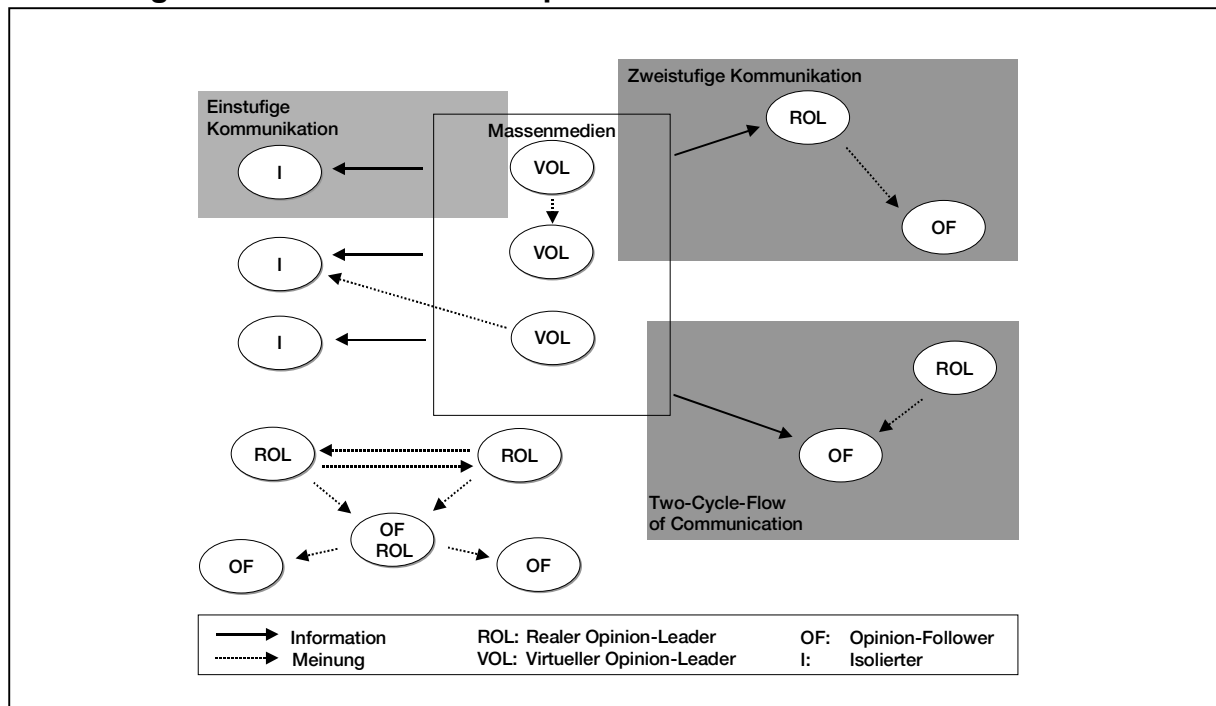 Zweistufige Kommunikation
Einstufige
Kommunikation
Massenmedien
ROL
VOL
I
OF
VOL
I
VOL
I
ROL
ROL
ROL
OF
OF
ROL
Two-Cycle-Flow
of Communication
OF
OF
Information
ROL: Realer Opinion-Leader
OF: Opinion-Follower
Meinung
VOL: Virtueller Opinion-Leader
I: Isolierter